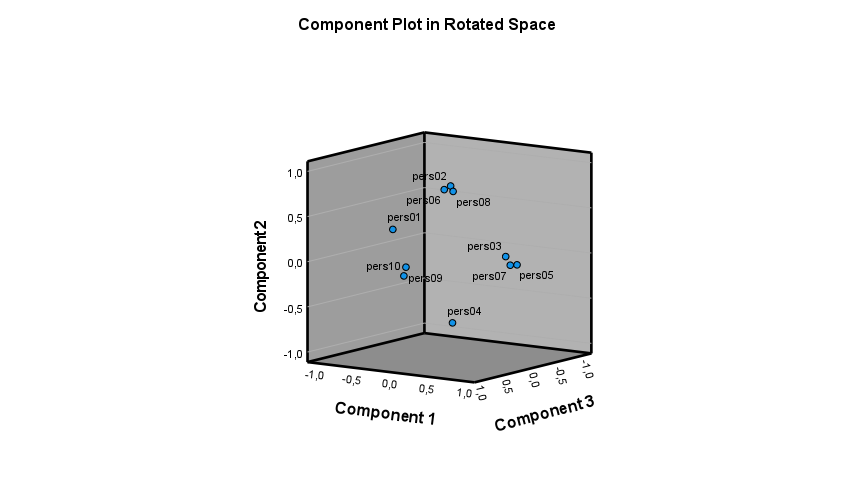 Component Plot in Rotated Space
pers02
1,0
pers06
pers08
pers01
0,5
pers03
Component 2
0,0
pers10
pers09
pers07
pers05
-0,5
pers04
-1,0
-1,0
-0,5
0,0
0,5
1,0
1,0
0,5
0,0
-0,5
-1,0
Component 1
Component 3